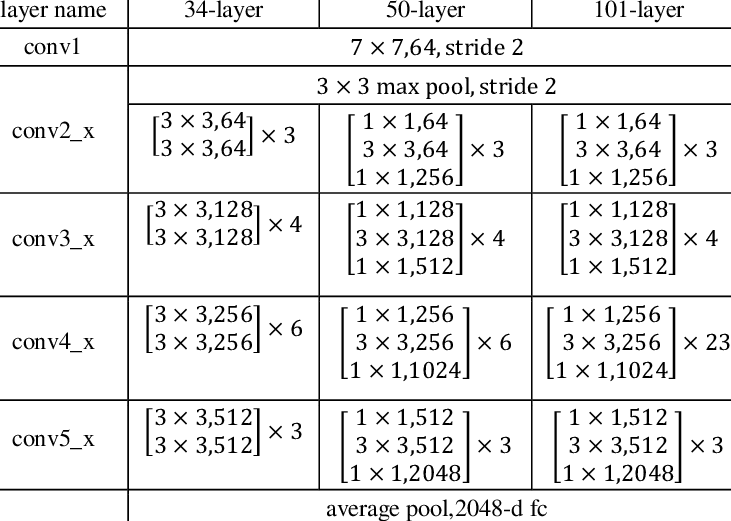 layer name 34-layer 50-layer 101-layer
conv1 7 × 7,64, stride 2
3 × 3 max pool, stride 2
conv2_x [3 × 3,64 3 × 3,64] × 3 [1 × 1,64 3 × 3,64 1 × 1,256] × 3 [1 × 1,64 3 × 3,64 1 × 1,256] × 3
conv3_x [3 × 3,128 3 × 3,128] × 4 [1 × 1,128 3 × 3,128 1 × 1,512] × 4 [1 × 1,128 3 × 3,128 1 × 1,512] × 4
conv4_x [3 × 3,256 3 × 3,256] × 6 [1 × 1,256 3 × 3,256 1 × 1,1024] × 6 [1 × 1,256 3 × 3,256 1 × 1,1024] × 23
conv5_x [3 × 3,512 3 × 3,512] × 3 [1 × 1,512 3 × 3,512 1 × 1,2048] × 3 [1 × 1,512 3 × 3,512 1 × 1,2048] × 3
average pool,2048-d fc